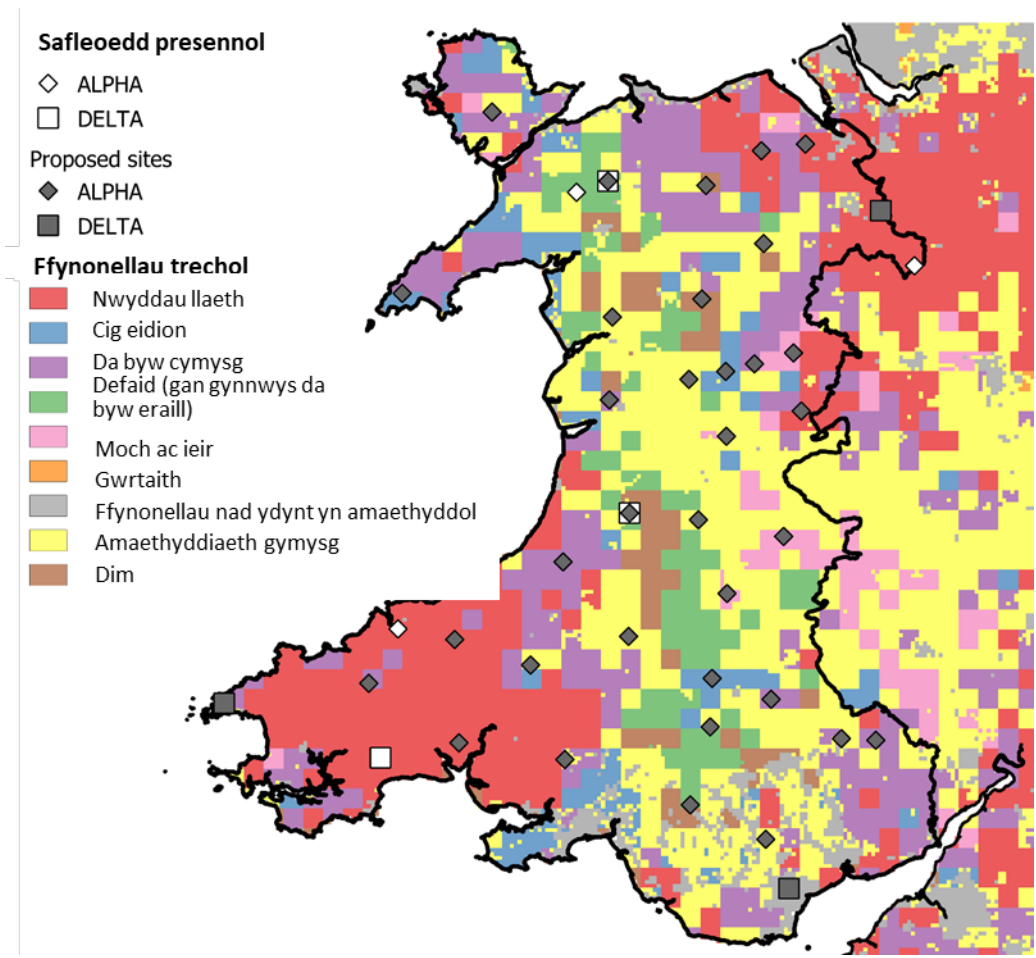 Safleoedd presennol
ALPHA
DELTA
Proposed sites
ALPHA
DELTA
Ffynonellau trechol
Nwyddau llaeth
Cig eidion
Da byw cymysg
Defaid (gan gynnwys da
byw eraill)
Moch ac ieir
Gwrtaith
Ffynonellau nad ydynt yn amaethyddol
Amaethyddiaeth gymysg
Dim